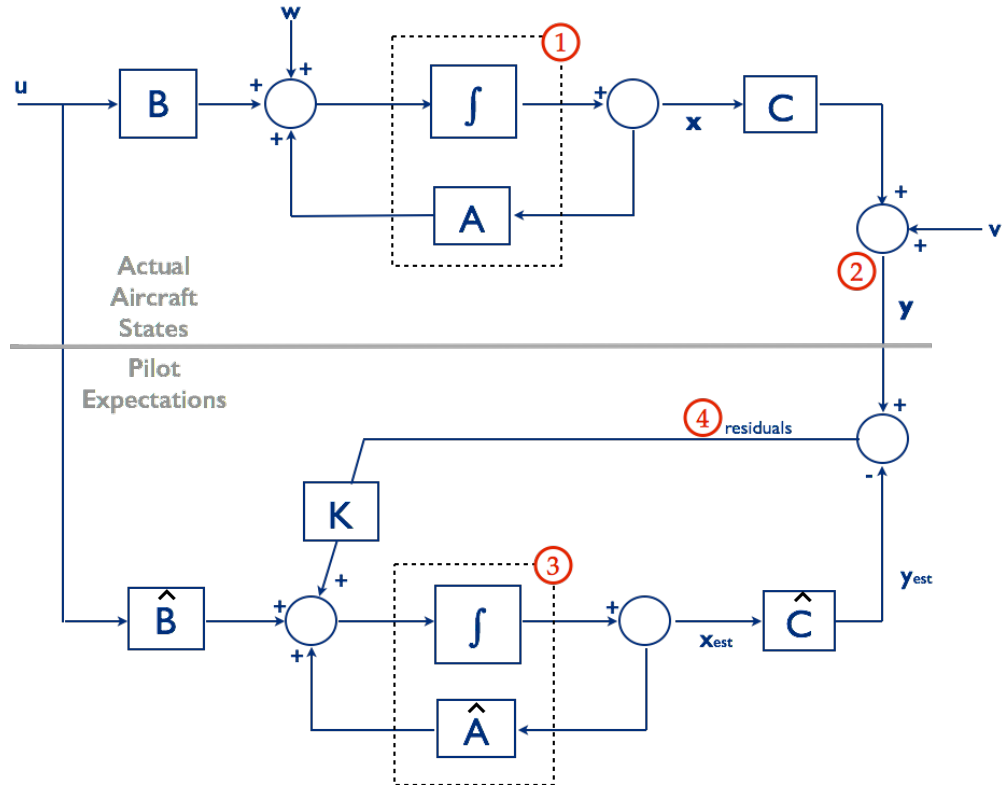 w
1
u
+
+
B
∫
+
C
x
+
A
+
+
v
2
Actual
Aircraft
States
y
Pilot
Expectations
+
4
residuals
-
K
3
+
yest
B̂
+
∫
+
Ĉ
xest
+
Â